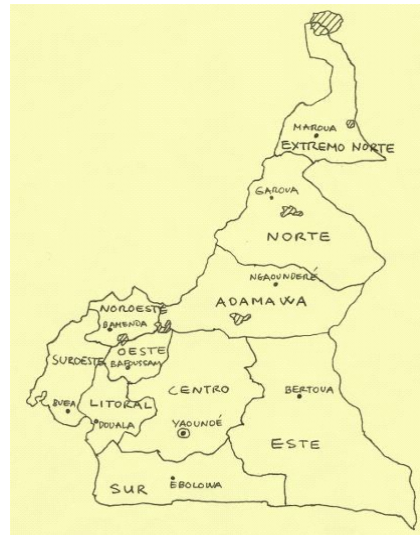 MAROUA
EXTREMO NORTE
GAROUA
NORTE
NGAOUNDERÉ
ADAMAWA
NOROESTE
BAMENDA
OESTE
BAFOUSSAM
SUROESTE
CENTRO
BERTOUA
LITORAL
BUEA
DOUALA
YAOUNDÉ
ESTE
SUR
EBOLOWA